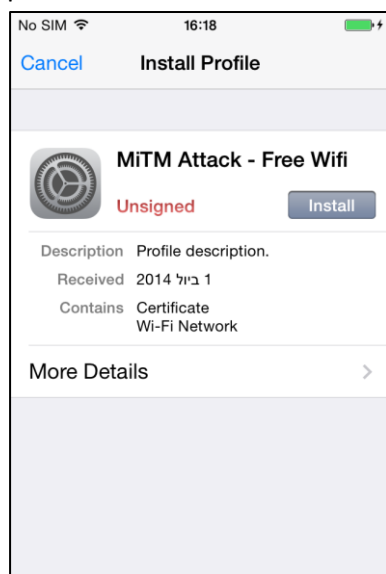 No SIM 16:18
Cancel Install Profile
MiTM Attack - Free Wifi
Unsigned Install
Description Profile description.
Received 1 ביול 2014
Contains Certificate
Wi-Fi Network
More Details